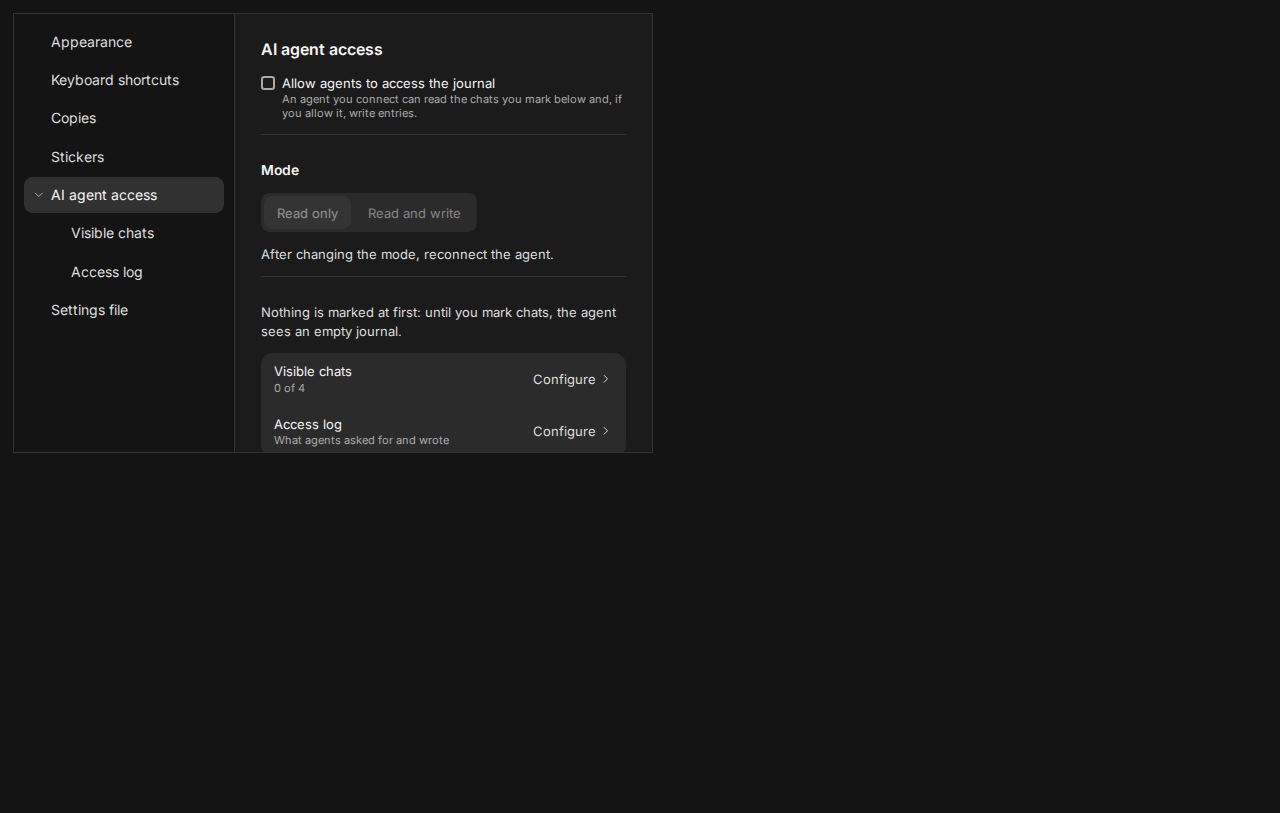 Appearance
Keyboard shortcuts
Copies
Stickers
AI agent access
Visible chats
Access log
Settings file
AI agent access
Allow agents to access the journal
An agent you connect can read the chats you mark below and, if
you allow it, write entries.
Mode
Read only
Read and write
After changing the mode, reconnect the agent.
Nothing is marked at first: until you mark chats, the agent
sees an empty journal.
Visible chats
0 of 4
Configure
Access log
What agents asked for and wrote
Configure